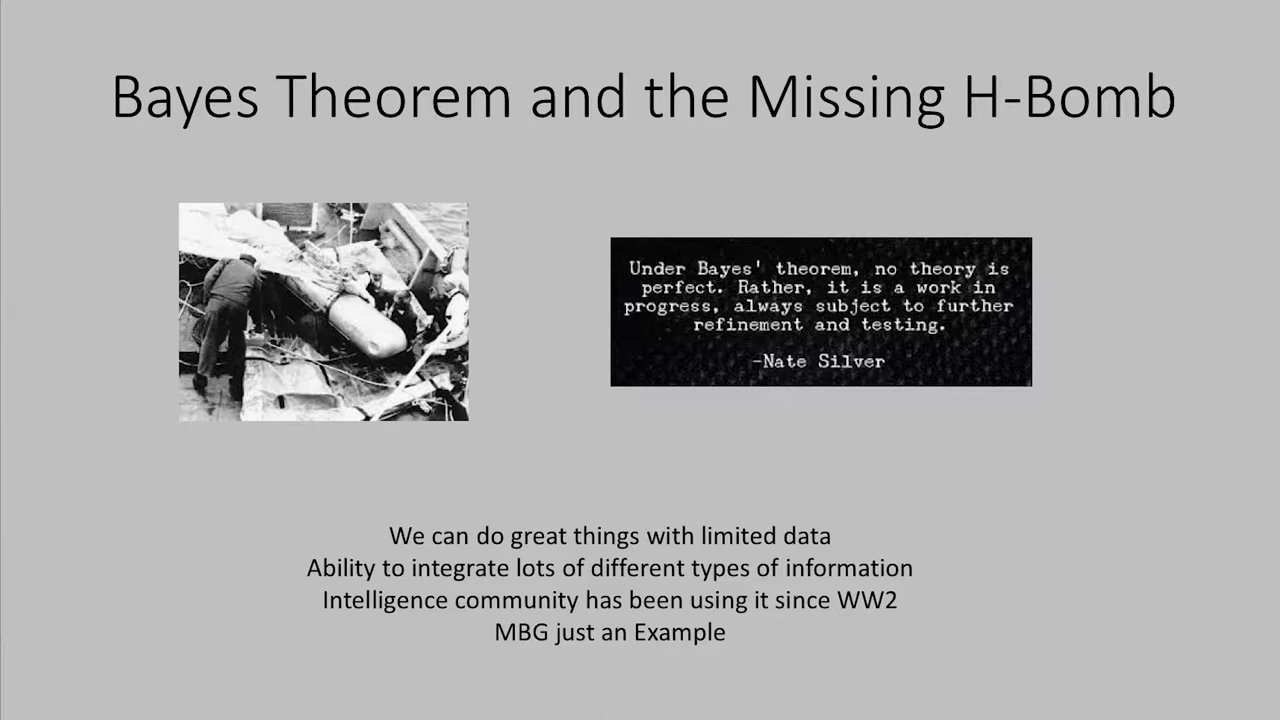 Bayes Theorem and the Missing H-Bomb
Under Bayes' theorem, no theory is
perfect. Rather, it is a work in
progress, always subject to further
refinement and testing.
-Nate Silver
We can do great things with limited data
Ability to integrate lots of different types of information
Intelligence community has been using it since WW2
MBG just an Example